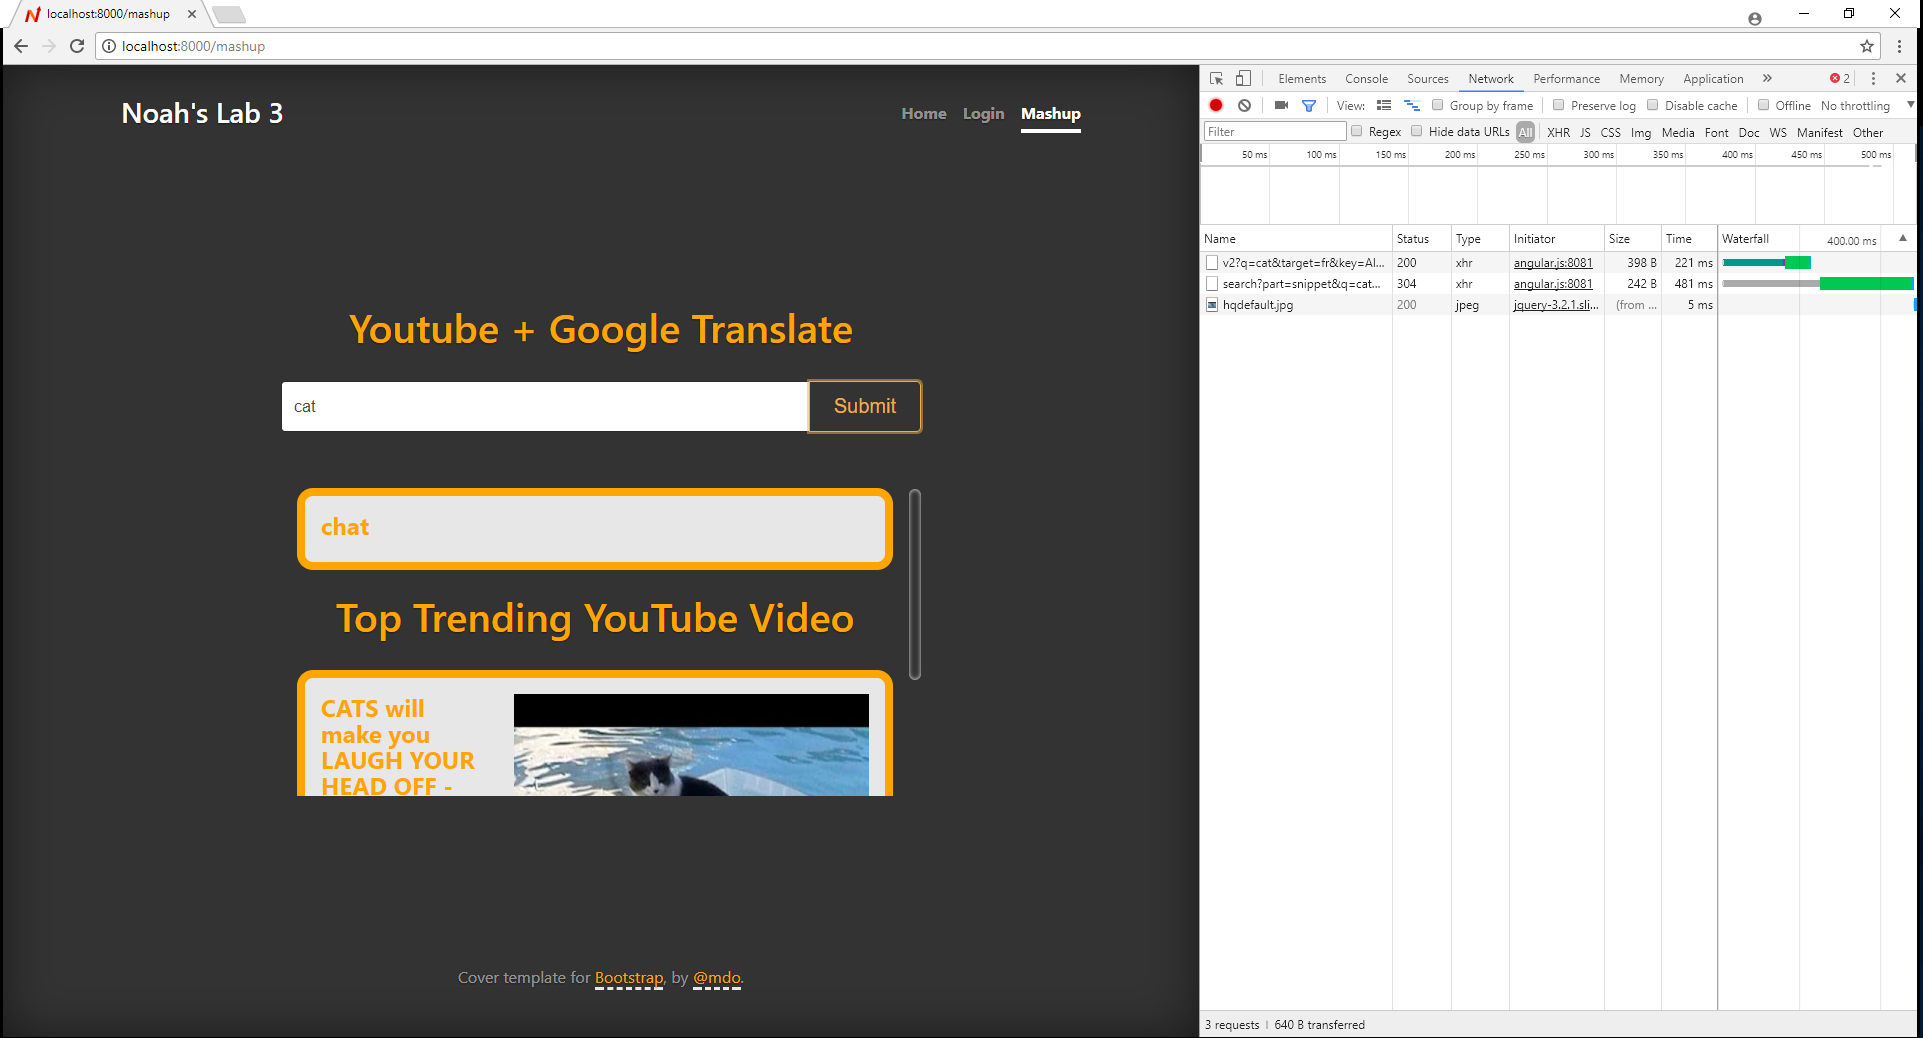 localhost:8000/mashup
localhost:8000/mashup
Noah's Lab 3
Home Login Mashup
Youtube + Google Translate
cat Submit
chat
Top Trending YouTube Video
CATS will
make you
LAUGH YOUR
HEAD OFF -
Cover template for Bootstrap, by @mdo.
Elements Console Sources Network Performance Memory Application » 2
View: Group by frame Preserve log Disable cache Offline No throttling
Filter Regex Hide data URLs All XHR JS CSS Img Media Font Doc WS Manifest Other
50 ms 100 ms 150 ms 200 ms 250 ms 300 ms 350 ms 400 ms 450 ms 500 ms
Name Status Type Initiator Size Time Waterfall 400.00 ms
v2?q=cat&target=fr&key=AI... 200 xhr angular.js:8081 398 B 221 ms
search?part=snippet&q=cat... 304 xhr angular.js:8081 242 B 481 ms
hqdefault.jpg 200 jpeg jquery-3.2.1.sli... (from ... 5 ms
3 requests | 640 B transferred